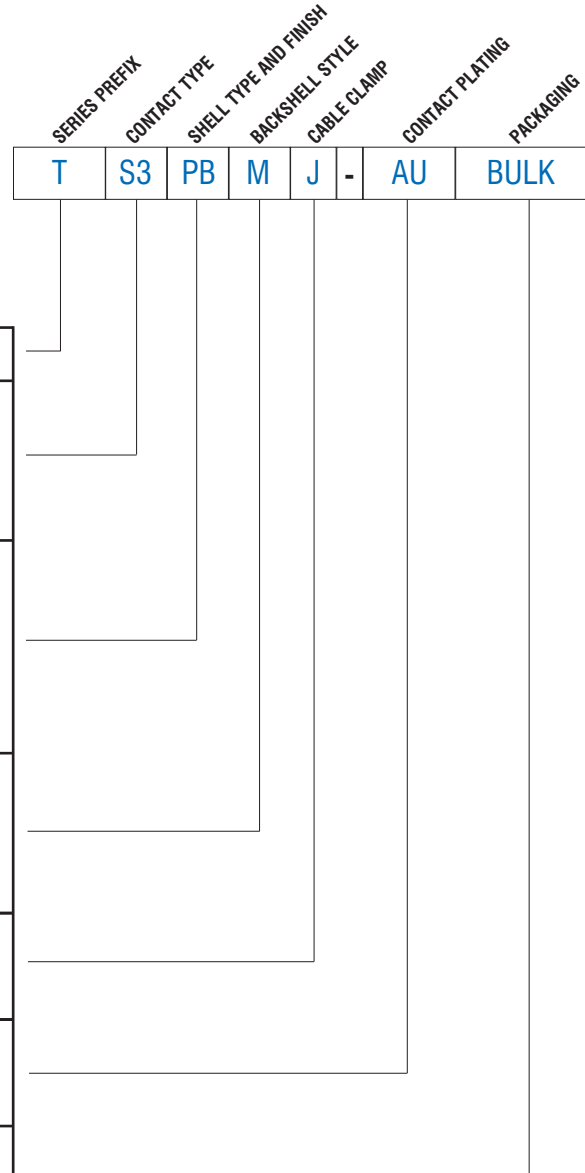 SERIES PREFIX
CONTACT TYPE
SHELL TYPE AND FINISH
BACKSHELL STYLE
CABLE CLAMP
CONTACT PLATING
PACKAGING
T S3 PB M J - AU BULK